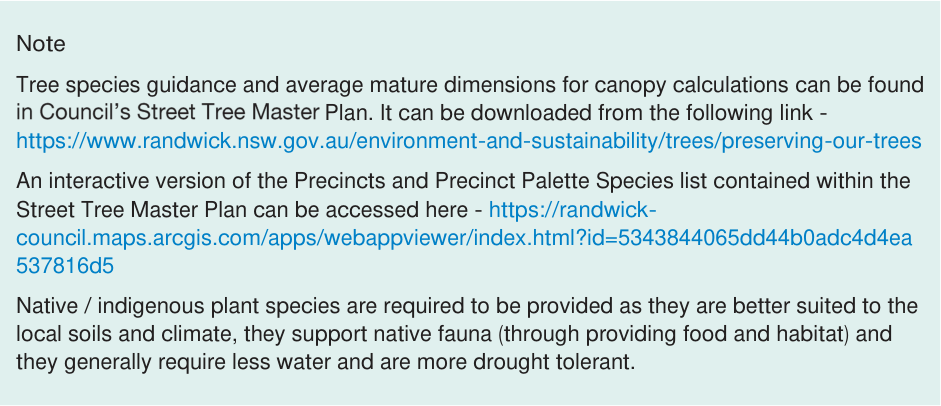 Note
Tree species guidance and average mature dimensions for canopy calculations can be found
in Council’s Street Tree Master Plan. It can be downloaded from the following link -
https://www.randwick.nsw.gov.au/environment-and-sustainability/trees/preserving-our-trees
An interactive version of the Precincts and Precinct Palette Species list contained within the
Street Tree Master Plan can be accessed here - https://randwick-
council.maps.arcgis.com/apps/webappviewer/index.html?id=5343844065dd44b0adc4d4ea
537816d5
Native / indigenous plant species are required to be provided as they are better suited to the
local soils and climate, they support native fauna (through providing food and habitat) and
they generally require less water and are more drought tolerant.